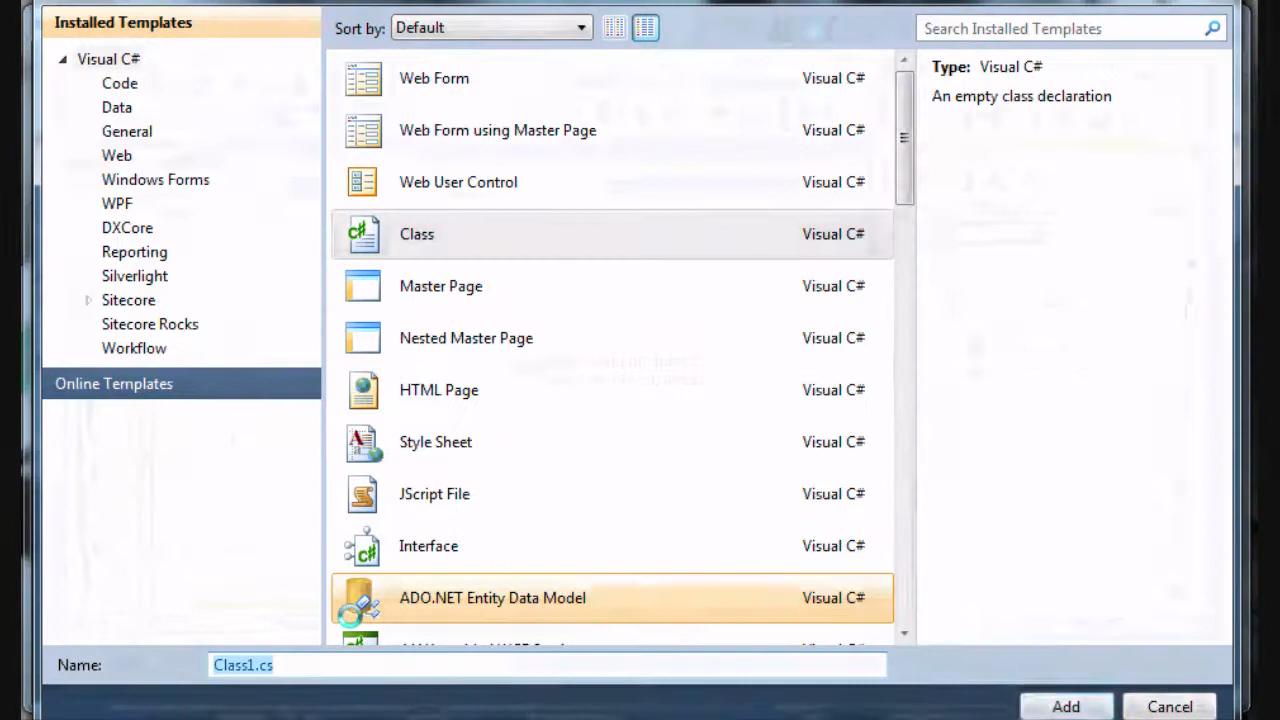 Installed Templates
Sort by: Default
Search Installed Templates
Visual C#
Code
Data
General
Web
Windows Forms
WPF
DXCore
Reporting
Silverlight
Sitecore
Sitecore Rocks
Workflow
Online Templates
Web Form Visual C#
Web Form using Master Page Visual C#
Web User Control Visual C#
Class Visual C#
Master Page Visual C#
Nested Master Page Visual C#
HTML Page Visual C#
Style Sheet Visual C#
JScript File Visual C#
Interface Visual C#
ADO.NET Entity Data Model Visual C#
Type: Visual C#
An empty class declaration
Name: Class1.cs
Add Cancel